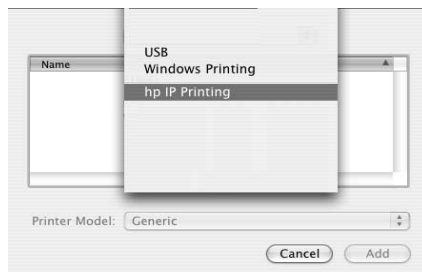 USB
Windows Printing
Name
hp IP Printing
Printer Model: Generic
Cancel Add